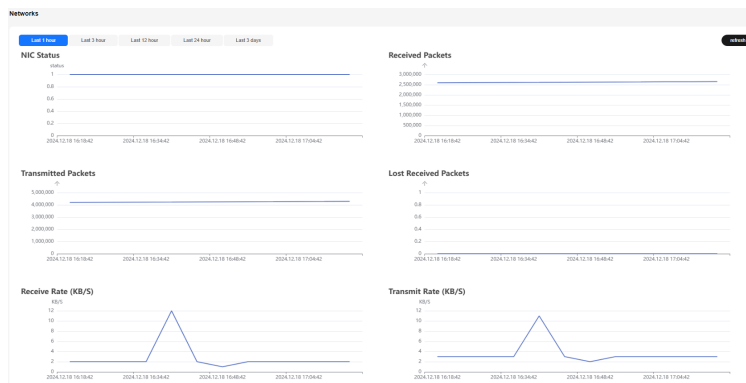 Networks
Last 1 hour Last 3 hour Last 12 hour Last 24 hour Last 3 days refresh
NIC Status
status
1
0.8
0.6
0.4
0.2
0
2024.12.18 16:18:42 2024.12.18 16:34:42 2024.12.18 16:48:42 2024.12.18 17:04:42
Received Packets
个
3,000,000
2,500,000
2,000,000
1,500,000
1,000,000
500,000
0
2024.12.18 16:18:42 2024.12.18 16:34:42 2024.12.18 16:48:42 2024.12.18 17:04:42
Transmitted Packets
个
5,000,000
4,000,000
3,000,000
2,000,000
1,000,000
0
2024.12.18 16:18:42 2024.12.18 16:34:42 2024.12.18 16:48:42 2024.12.18 17:04:42
Lost Received Packets
个
1
0.8
0.6
0.4
0.2
0
2024.12.18 16:18:42 2024.12.18 16:34:42 2024.12.18 16:48:42 2024.12.18 17:04:42
Receive Rate (KB/S)
KB/S
12
10
8
6
4
2
0
2024.12.18 16:18:42 2024.12.18 16:34:42 2024.12.18 16:48:42 2024.12.18 17:04:42
Transmit Rate (KB/S)
KB/S
12
10
8
6
4
2
0
2024.12.18 16:18:42 2024.12.18 16:34:42 2024.12.18 16:48:42 2024.12.18 17:04:42